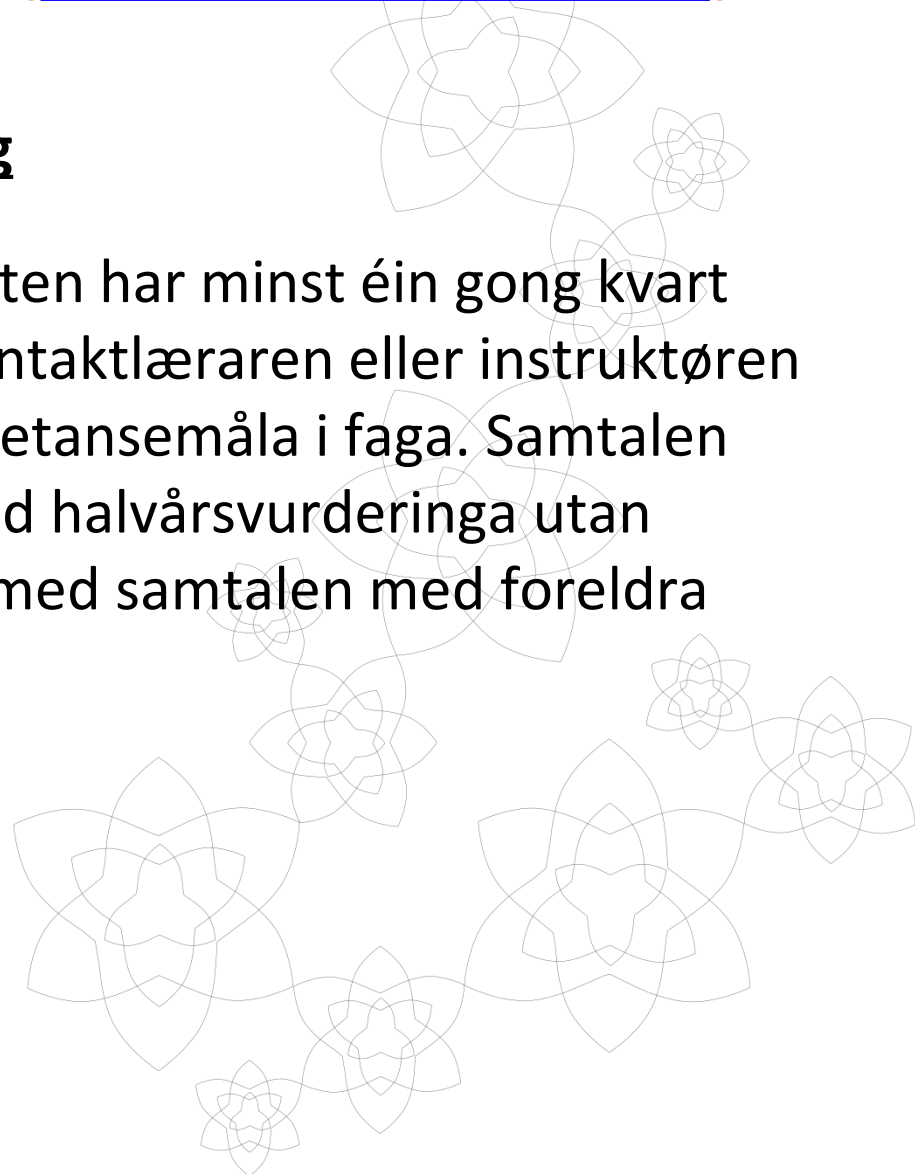 g
ten har minst éin gong kvart
ntaktlæraren eller instruktøren
etansemåla i faga. Samtalen
d halvårsvurderinga utan
med samtalen med foreldra